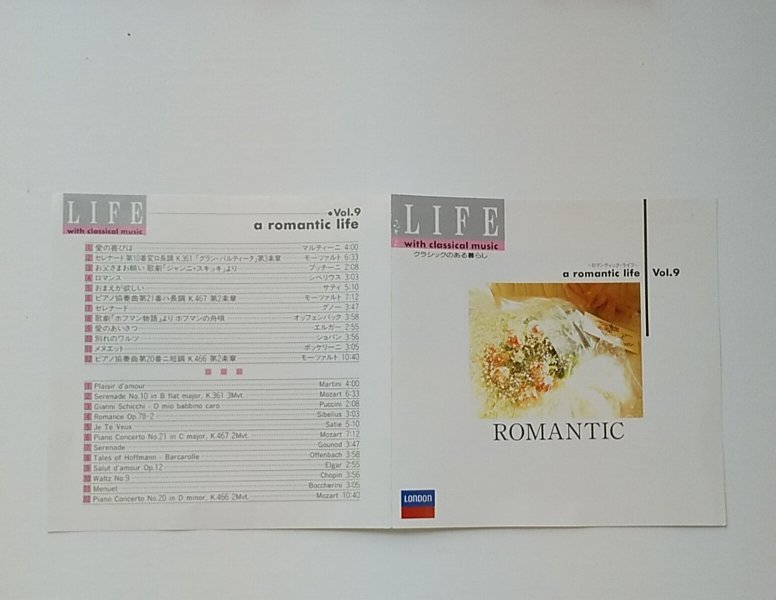 LIFE
with classical music
●Vol.9
a romantic life
1 愛の喜びは マルティーニ 4:00
2 セレナード 第10番変ロ長調 K.361「グラン・パルティータ」第3楽章 モーツァルト 6:33
3 お父さまお願い 歌劇「ジャンニ・スキッキ」より プッチーニ 2:08
4 ロマンス シベリウス 3:03
5 おまえが欲しい サティ 5:10
6 ピアノ協奏曲第21番ハ長調 K.467 第2楽章 モーツァルト 7:12
7 セレナード グノー 3:47
8 歌劇「ホフマン物語」よりホフマンの舟唄 オッフェンバック 3:58
9 愛のあいさつ エルガー 2:55
10 別れのワルツ ショパン 3:56
11 メヌエット ボッケリーニ 3:05
12 ピアノ協奏曲第20番ニ短調 K.466 第2楽章 モーツァルト 10:40
1 Plaisir d'amour Martini 4:00
2 Serenade No.10 in B flat major, K.361 3Mvt. Mozart 6:33
3 Gianni Schicchi - O mio babbino caro Puccini 2:08
4 Romance Op.78-2 Sibelius 3:03
5 Je Te Veux Satie 5:10
6 Piano Concerto No.21 in C major, K.467 2Mvt. Mozart 7:12
7 Serenade Gounod 3:47
8 Tales of Hoffmann - Barcarolle Offenbach 3:58
9 Salut d'amour Op.12 Elgar 2:55
10 Waltz No.9 Chopin 3:56
11 Menuet Boccherini 3:05
12 Piano Concerto No.20 in D minor, K.466 2Mvt. Mozart 10:40
LIFE
with classical music
クラシックのある暮らし
〜ロマンティック・ライフ〜
a romantic life Vol.9
ROMANTIC
LONDON